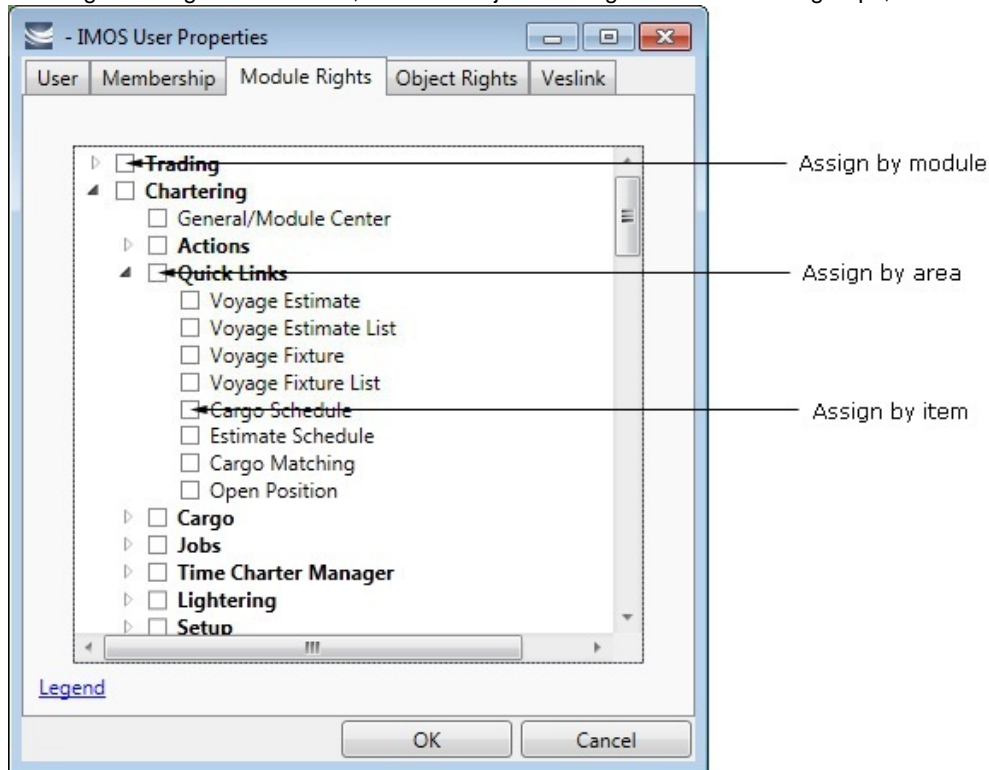 - IMOS User Properties
User Membership Module Rights Object Rights Veslink
Trading
Assign by module
Chartering
General/Module Center
Actions
Quick Links
Assign by area
Voyage Estimate
Voyage Estimate List
Voyage Fixture
Voyage Fixture List
Cargo Schedule
Assign by item
Estimate Schedule
Cargo Matching
Open Position
Cargo
Jobs
Time Charter Manager
Lightering
Setup
Legend
OK Cancel